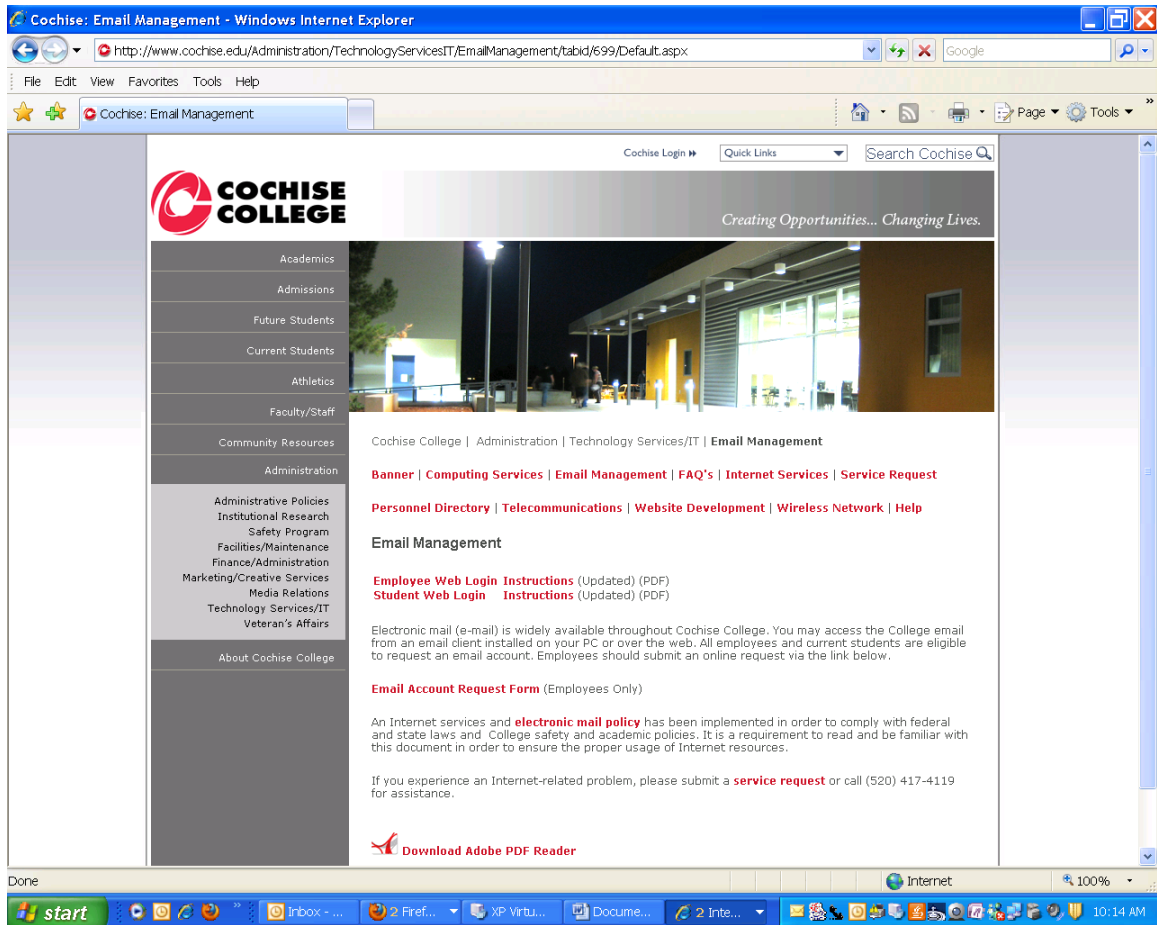 Cochise: Email Management - Windows Internet Explorer
http://www.cochise.edu/Administration/TechnologyServicesIT/EmailManagement/tabid/699/Default.aspx
Google
File Edit View Favorites Tools Help
Cochise: Email Management
Page Tools
Cochise Login
Quick Links
Search Cochise
COCHISE
COLLEGE
Creating Opportunities... Changing Lives.
Academics
Admissions
Future Students
Current Students
Athletics
Faculty/Staff
Community Resources
Administration
Administrative Policies
Institutional Research
Safety Program
Facilities/Maintenance
Finance/Administration
Marketing/Creative Services
Media Relations
Technology Services/IT
Veteran's Affairs
About Cochise College
Cochise College | Administration | Technology Services/IT | Email Management
Banner | Computing Services | Email Management | FAQ's | Internet Services | Service Request
Personnel Directory | Telecommunications | Website Development | Wireless Network | Help
Email Management
Employee Web Login Instructions (Updated) (PDF)
Student Web Login Instructions (Updated) (PDF)
Electronic mail (e-mail) is widely available throughout Cochise College. You may access the College email
from an email client installed on your PC or over the web. All employees and current students are eligible
to request an email account. Employees should submit an online request via the link below.
Email Account Request Form (Employees Only)
An Internet services and electronic mail policy has been implemented in order to comply with federal
and state laws and College safety and academic policies. It is a requirement to read and be familiar with
this document in order to ensure the proper usage of Internet resources.
If you experience an Internet-related problem, please submit a service request or call (520) 417-4119
for assistance.
Download Adobe PDF Reader
Done
Internet
100%
start
Inbox - ...
2 Firef...
XP Virtu...
Docume...
2 Inte...
10:14 AM